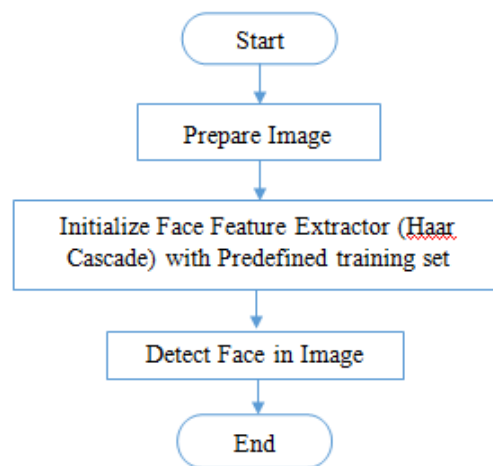 Start
Prepare Image
Initialize Face Feature Extractor (Haar
Cascade) with Predefined training set
Detect Face in Image
End